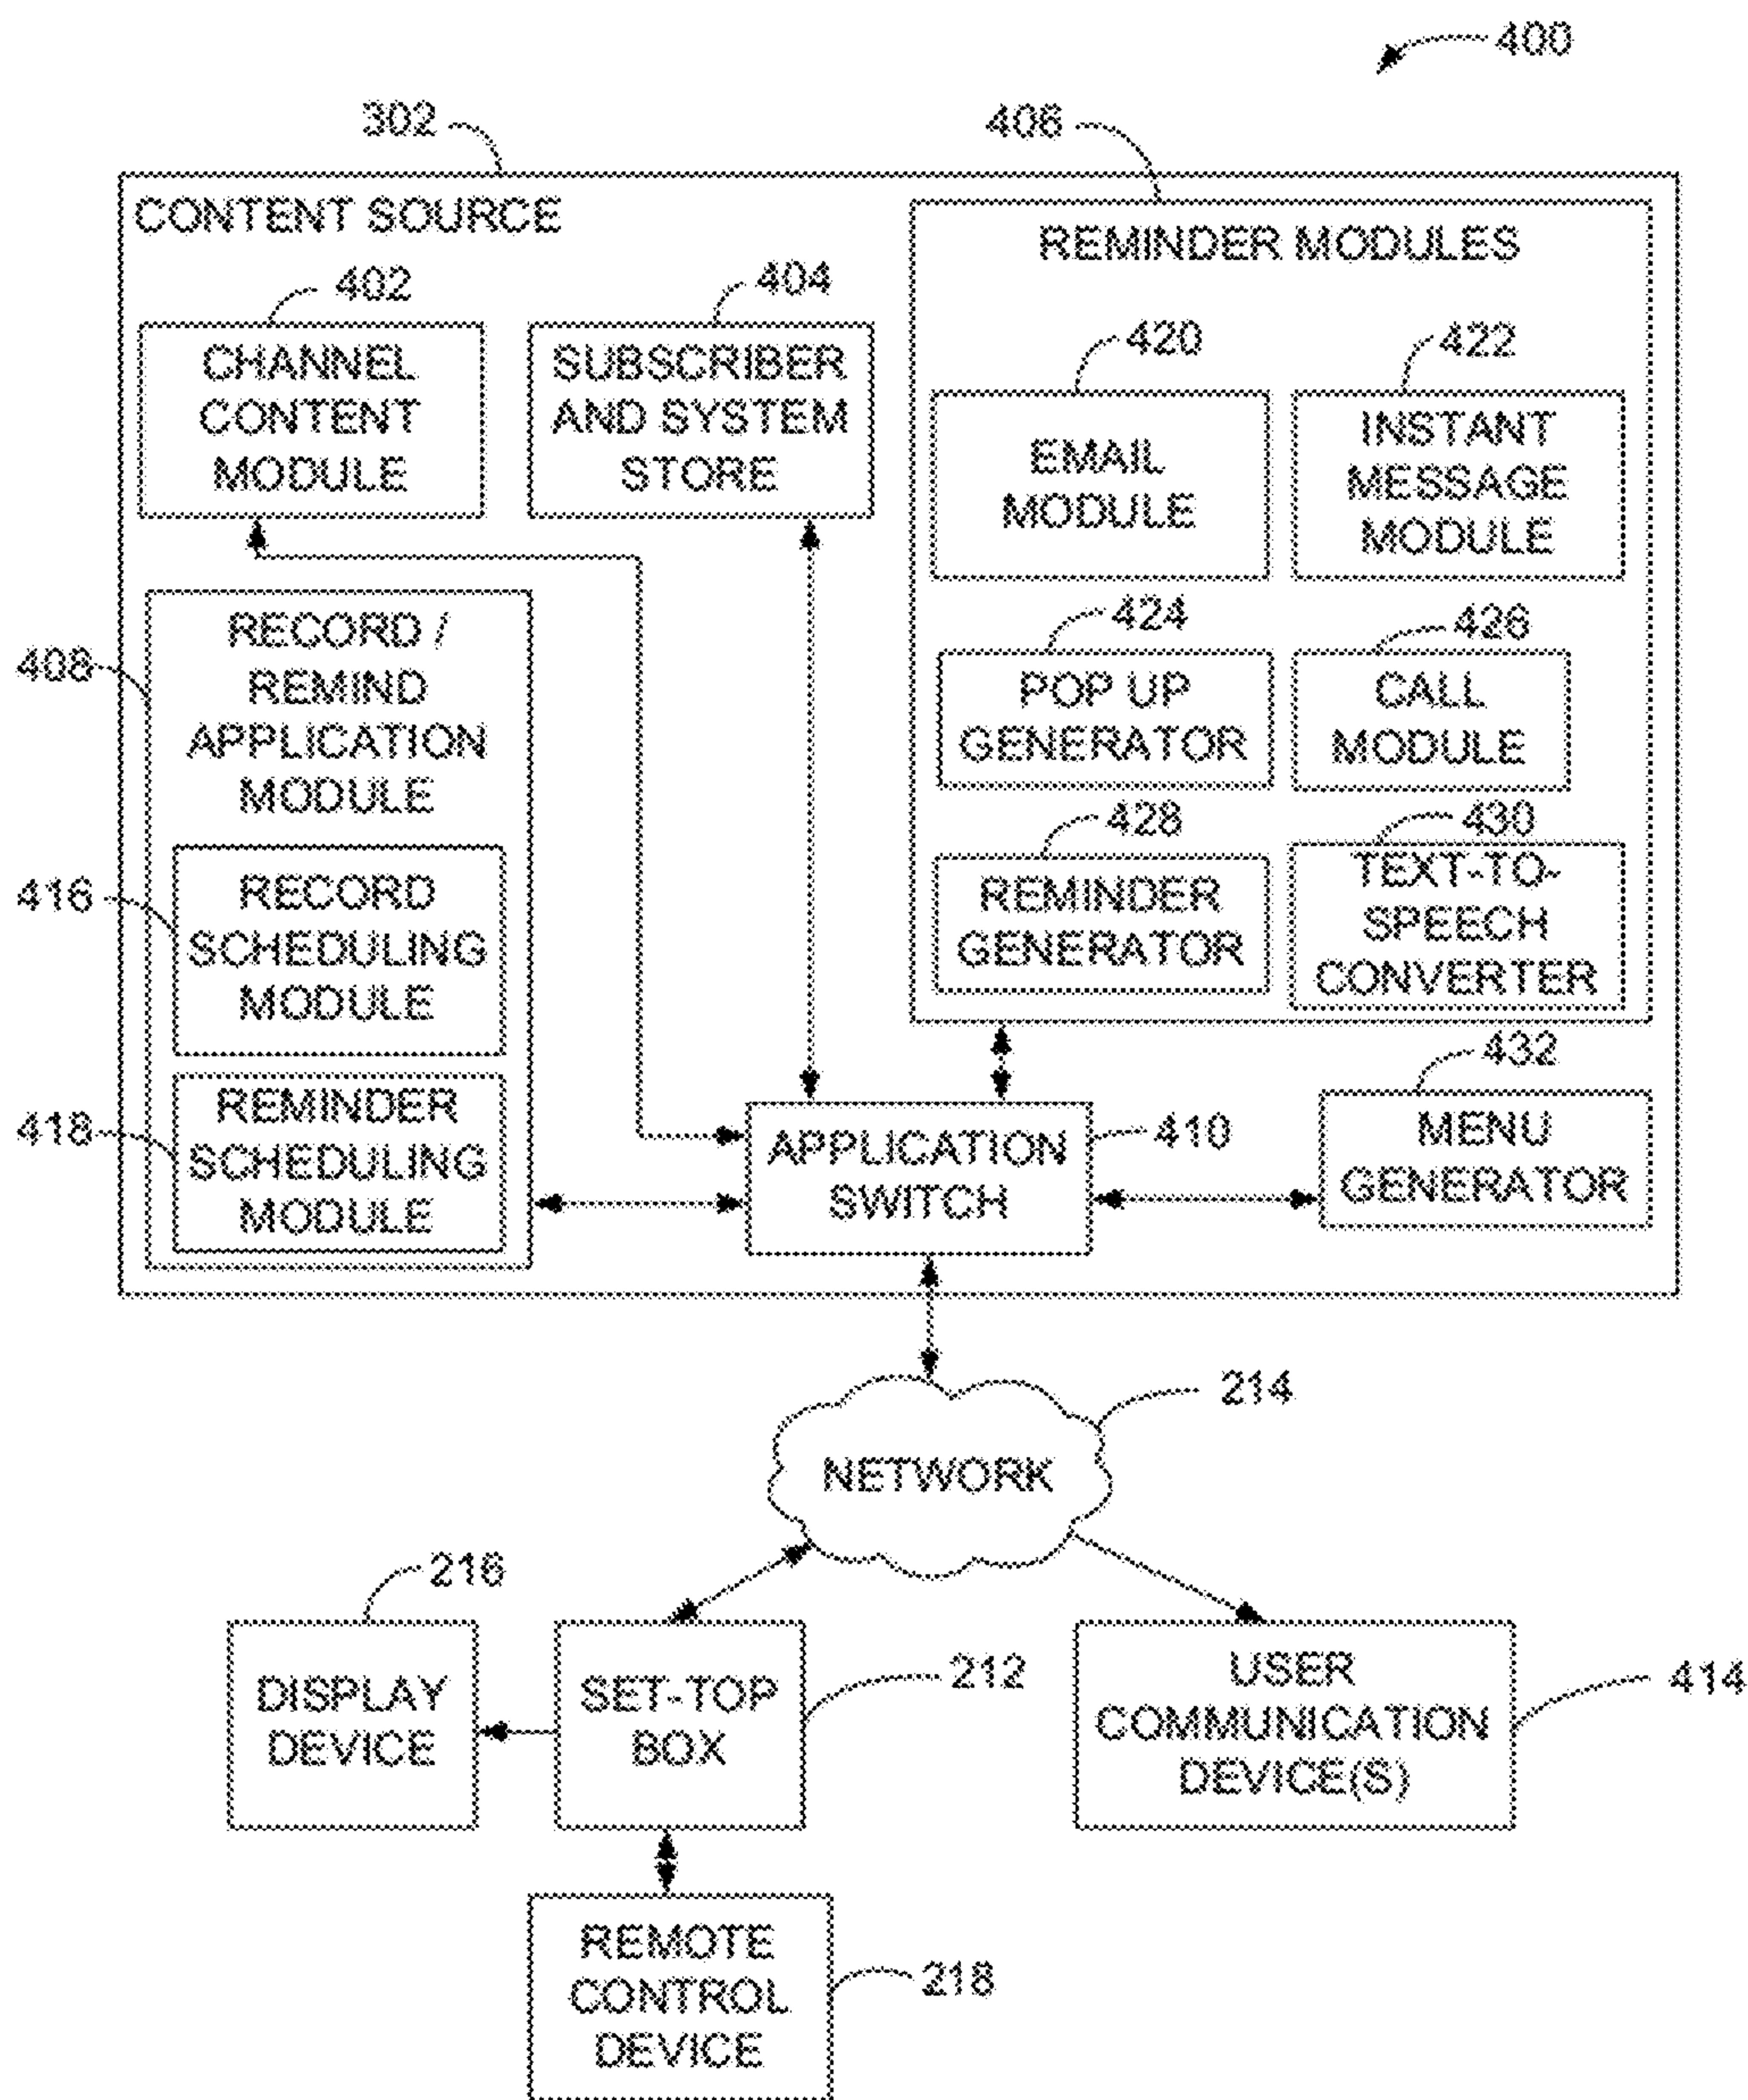 400
302
406
CONTENT SOURCE
REMINDER MODULES
402
404
CHANNEL
CONTENT
MODULE
SUBSCRIBER
AND SYSTEM
STORE
420
422
EMAIL
MODULE
INSTANT
MESSAGE
MODULE
408
RECORD /
REMIND
APPLICATION
MODULE
424
426
POP UP
GENERATOR
CALL
MODULE
428
430
REMINDER
GENERATOR
TEXT-TO-
SPEECH
CONVERTER
416
RECORD
SCHEDULING
MODULE
418
REMINDER
SCHEDULING
MODULE
APPLICATION
SWITCH
410
432
MENU
GENERATOR
214
NETWORK
216
DISPLAY
DEVICE
SET-TOP
BOX
212
USER
COMMUNICATION
DEVICE(S)
414
REMOTE
CONTROL
DEVICE
218